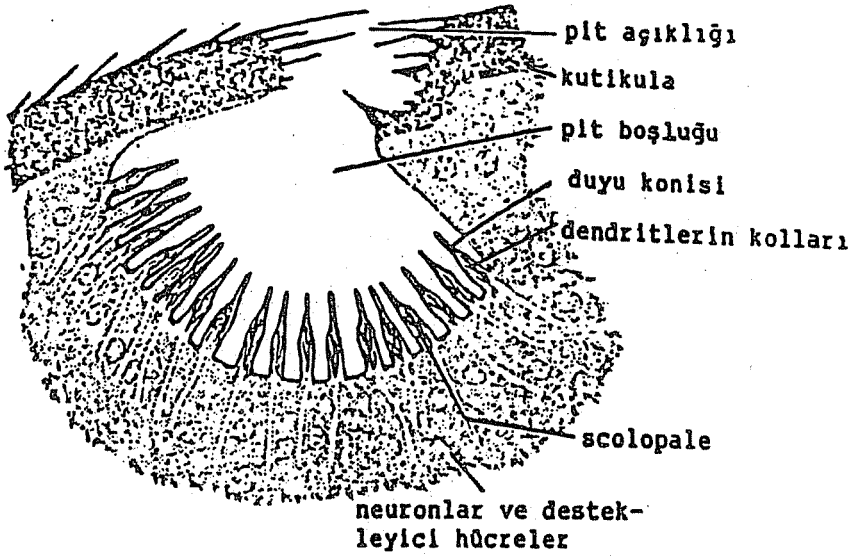 pit açıklığı
kutikula
pit boşluğu
duyu konisi
dendritlerin kolları
scolopale
neuronlar ve destek-
leyici hücreler